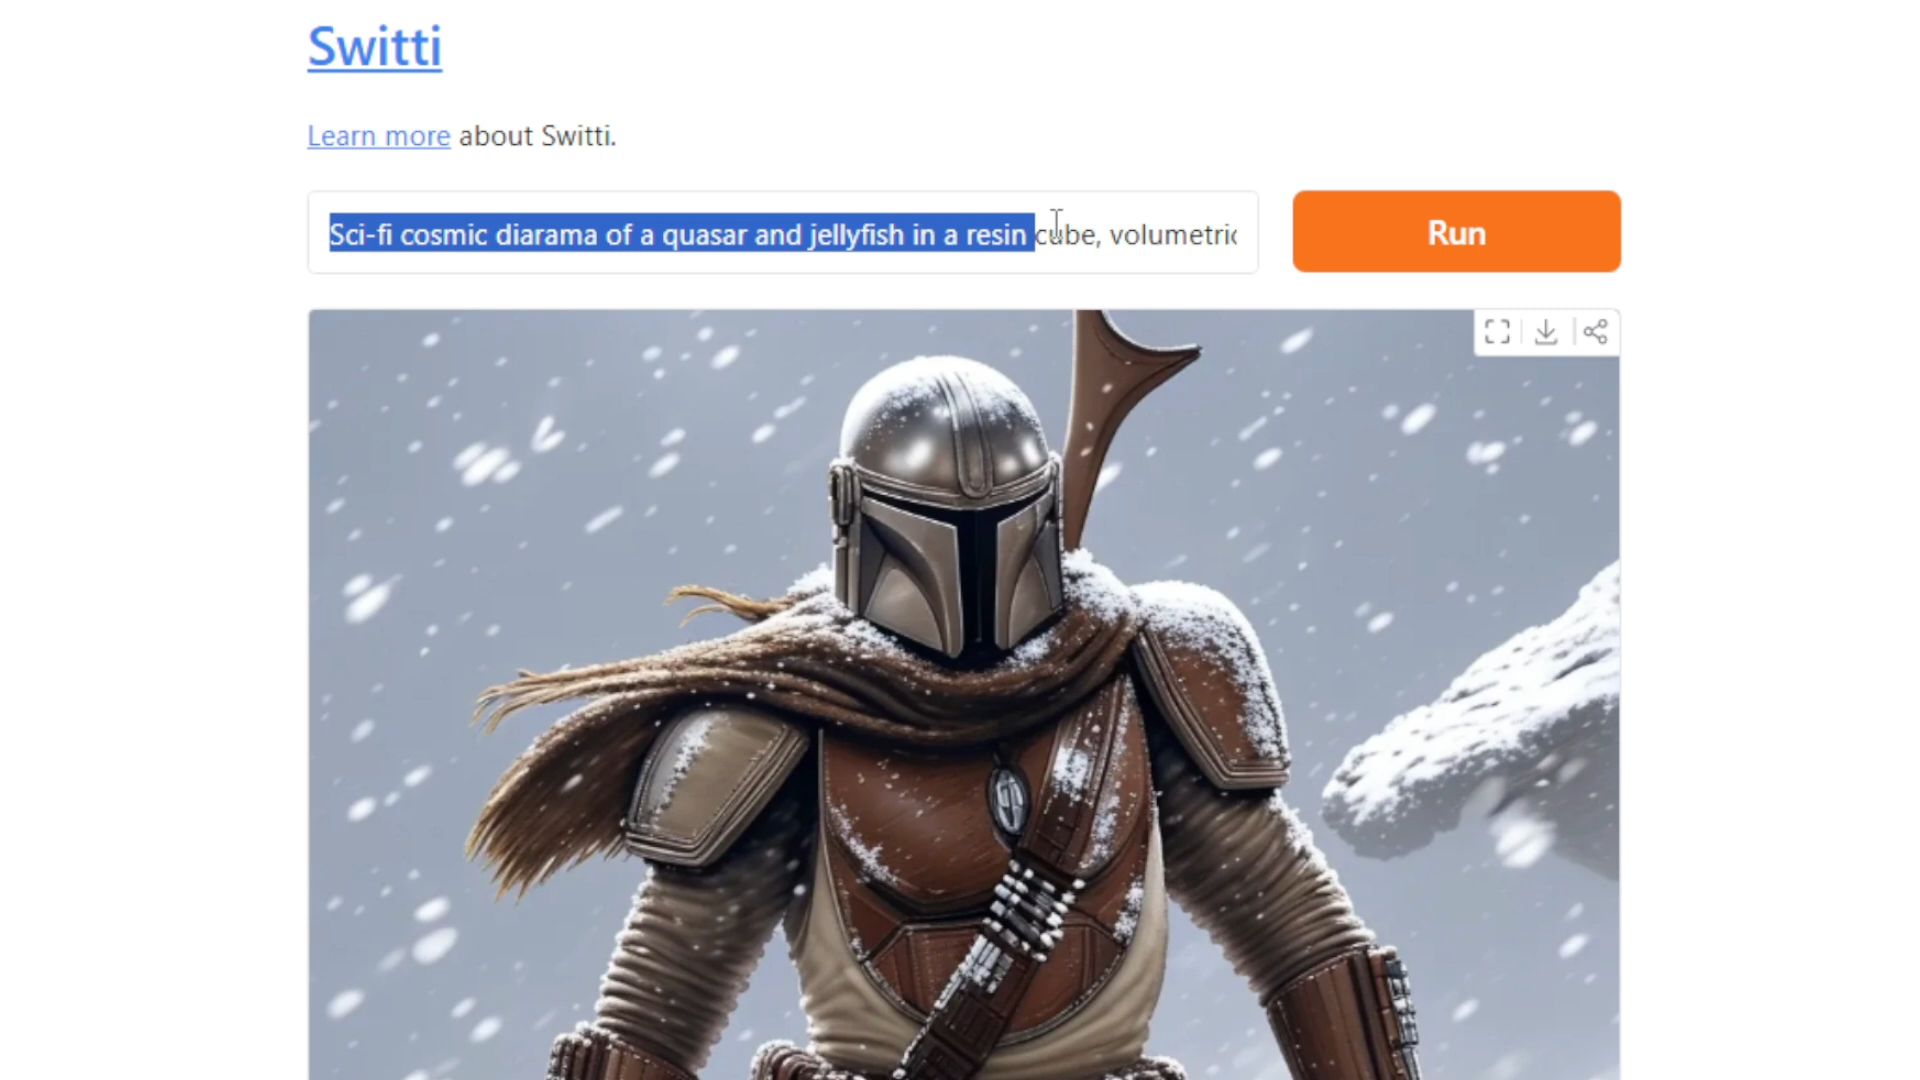 Switti
Learn more about Switti.
Sci-fi cosmic diarama of a quasar and jellyfish in a resin cube, volumetric
Run